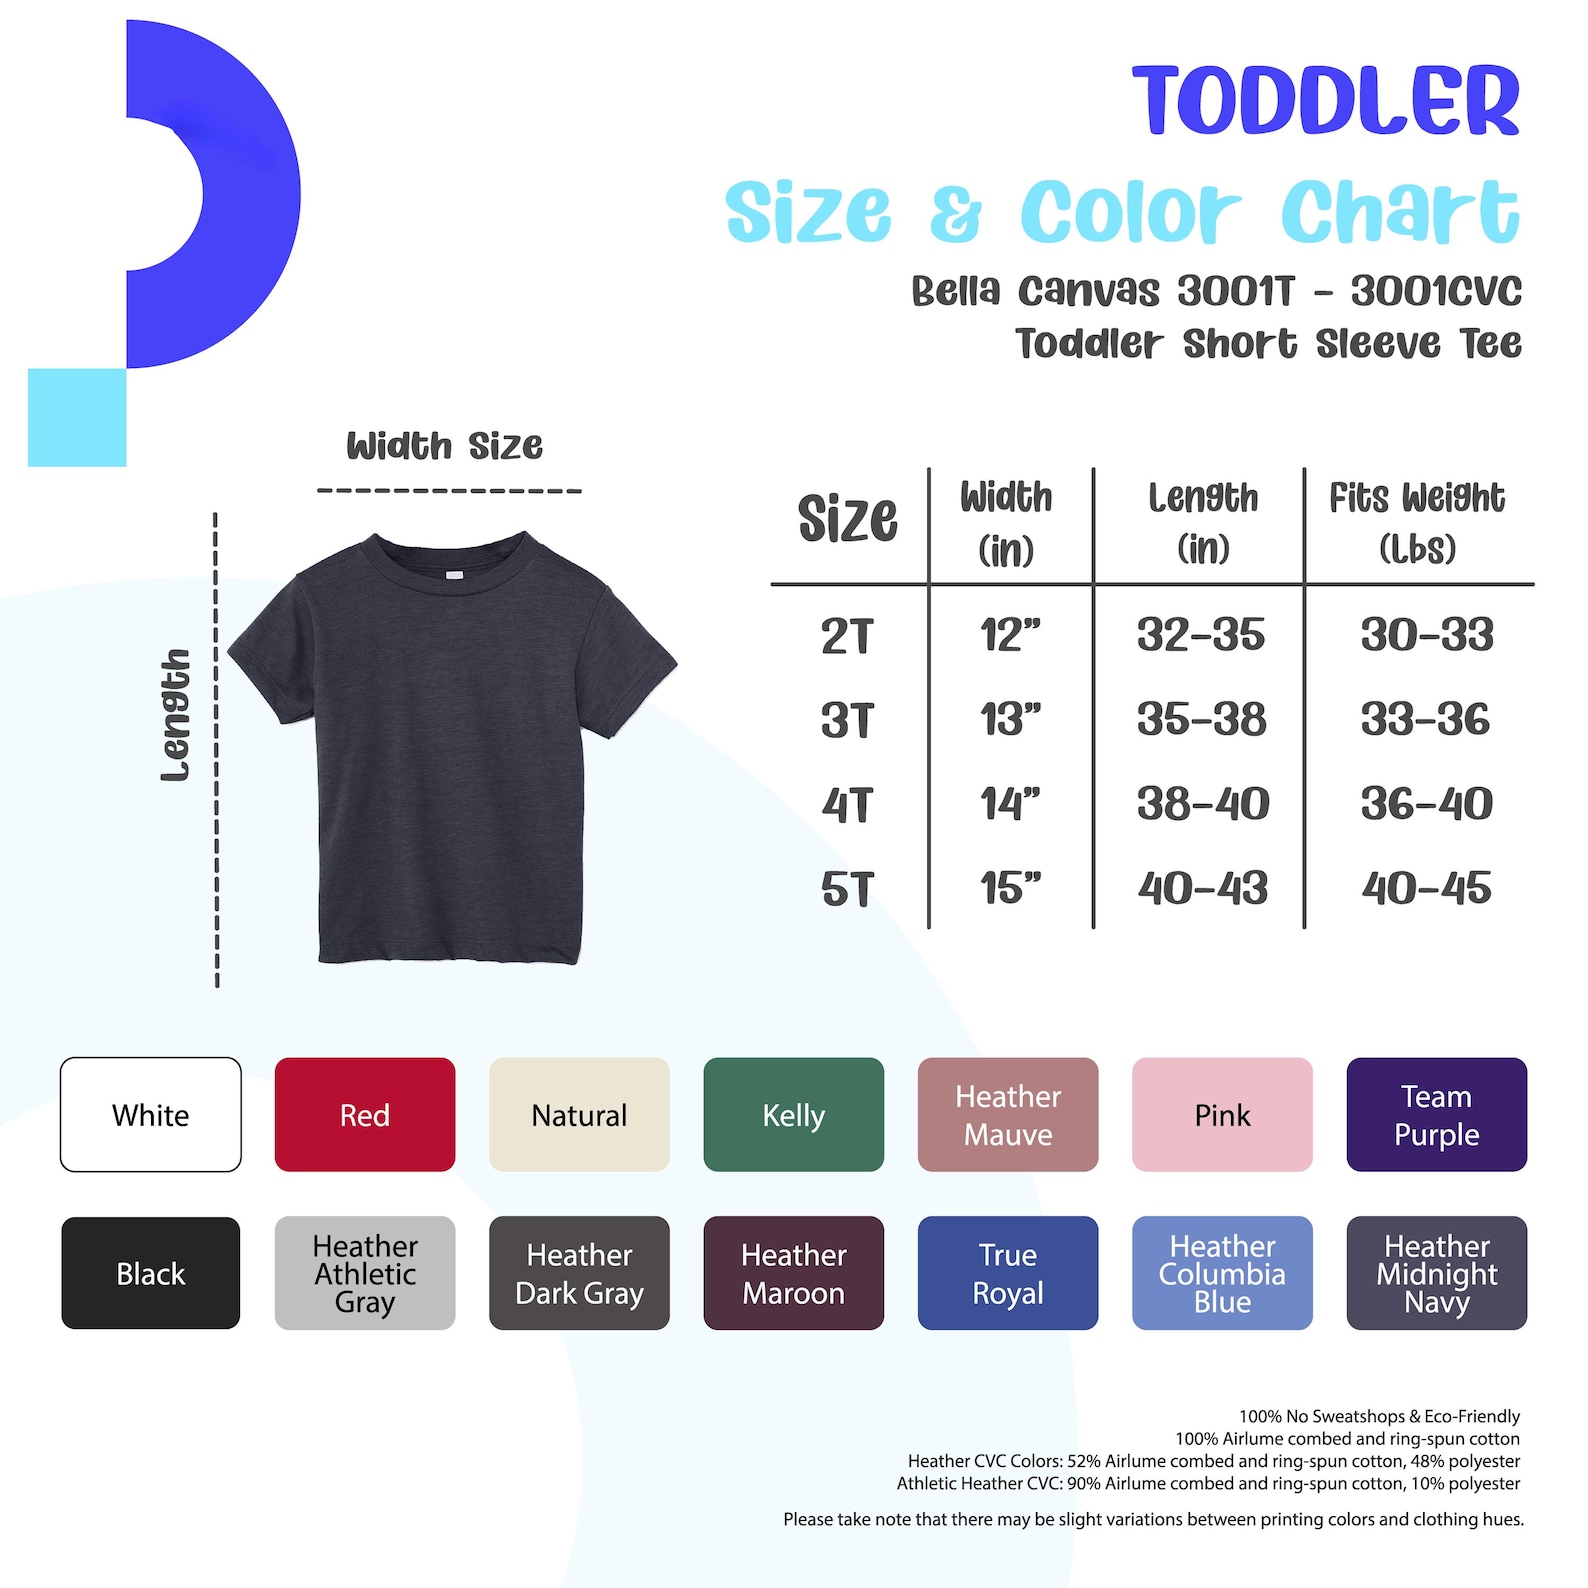 TODDLER
Size & Color Chart
Bella Canvas 3001T - 3001CVC
Toddler Short Sleeve Tee
Width Size
Length
Size Width (in) Length (in) Fits Weight (Lbs)
2T 12” 32-35 30-33
3T 13” 35-38 33-36
4T 14” 38-40 36-40
5T 15” 40-43 40-45
White
Red
Natural
Kelly
Heather
Mauve
Pink
Team
Purple
Black
Heather
Athletic
Gray
Heather
Dark Gray
Heather
Maroon
True
Royal
Heather
Columbia
Blue
Heather
Midnight
Navy
100% No Sweatshops & Eco-Friendly
100% Airlume combed and ring-spun cotton
Heather CVC Colors: 52% Airlume combed and ring-spun cotton, 48% polyester
Athletic Heather CVC: 90% Airlume combed and ring-spun cotton, 10% polyester
Please take note that there may be slight variations between printing colors and clothing hues.